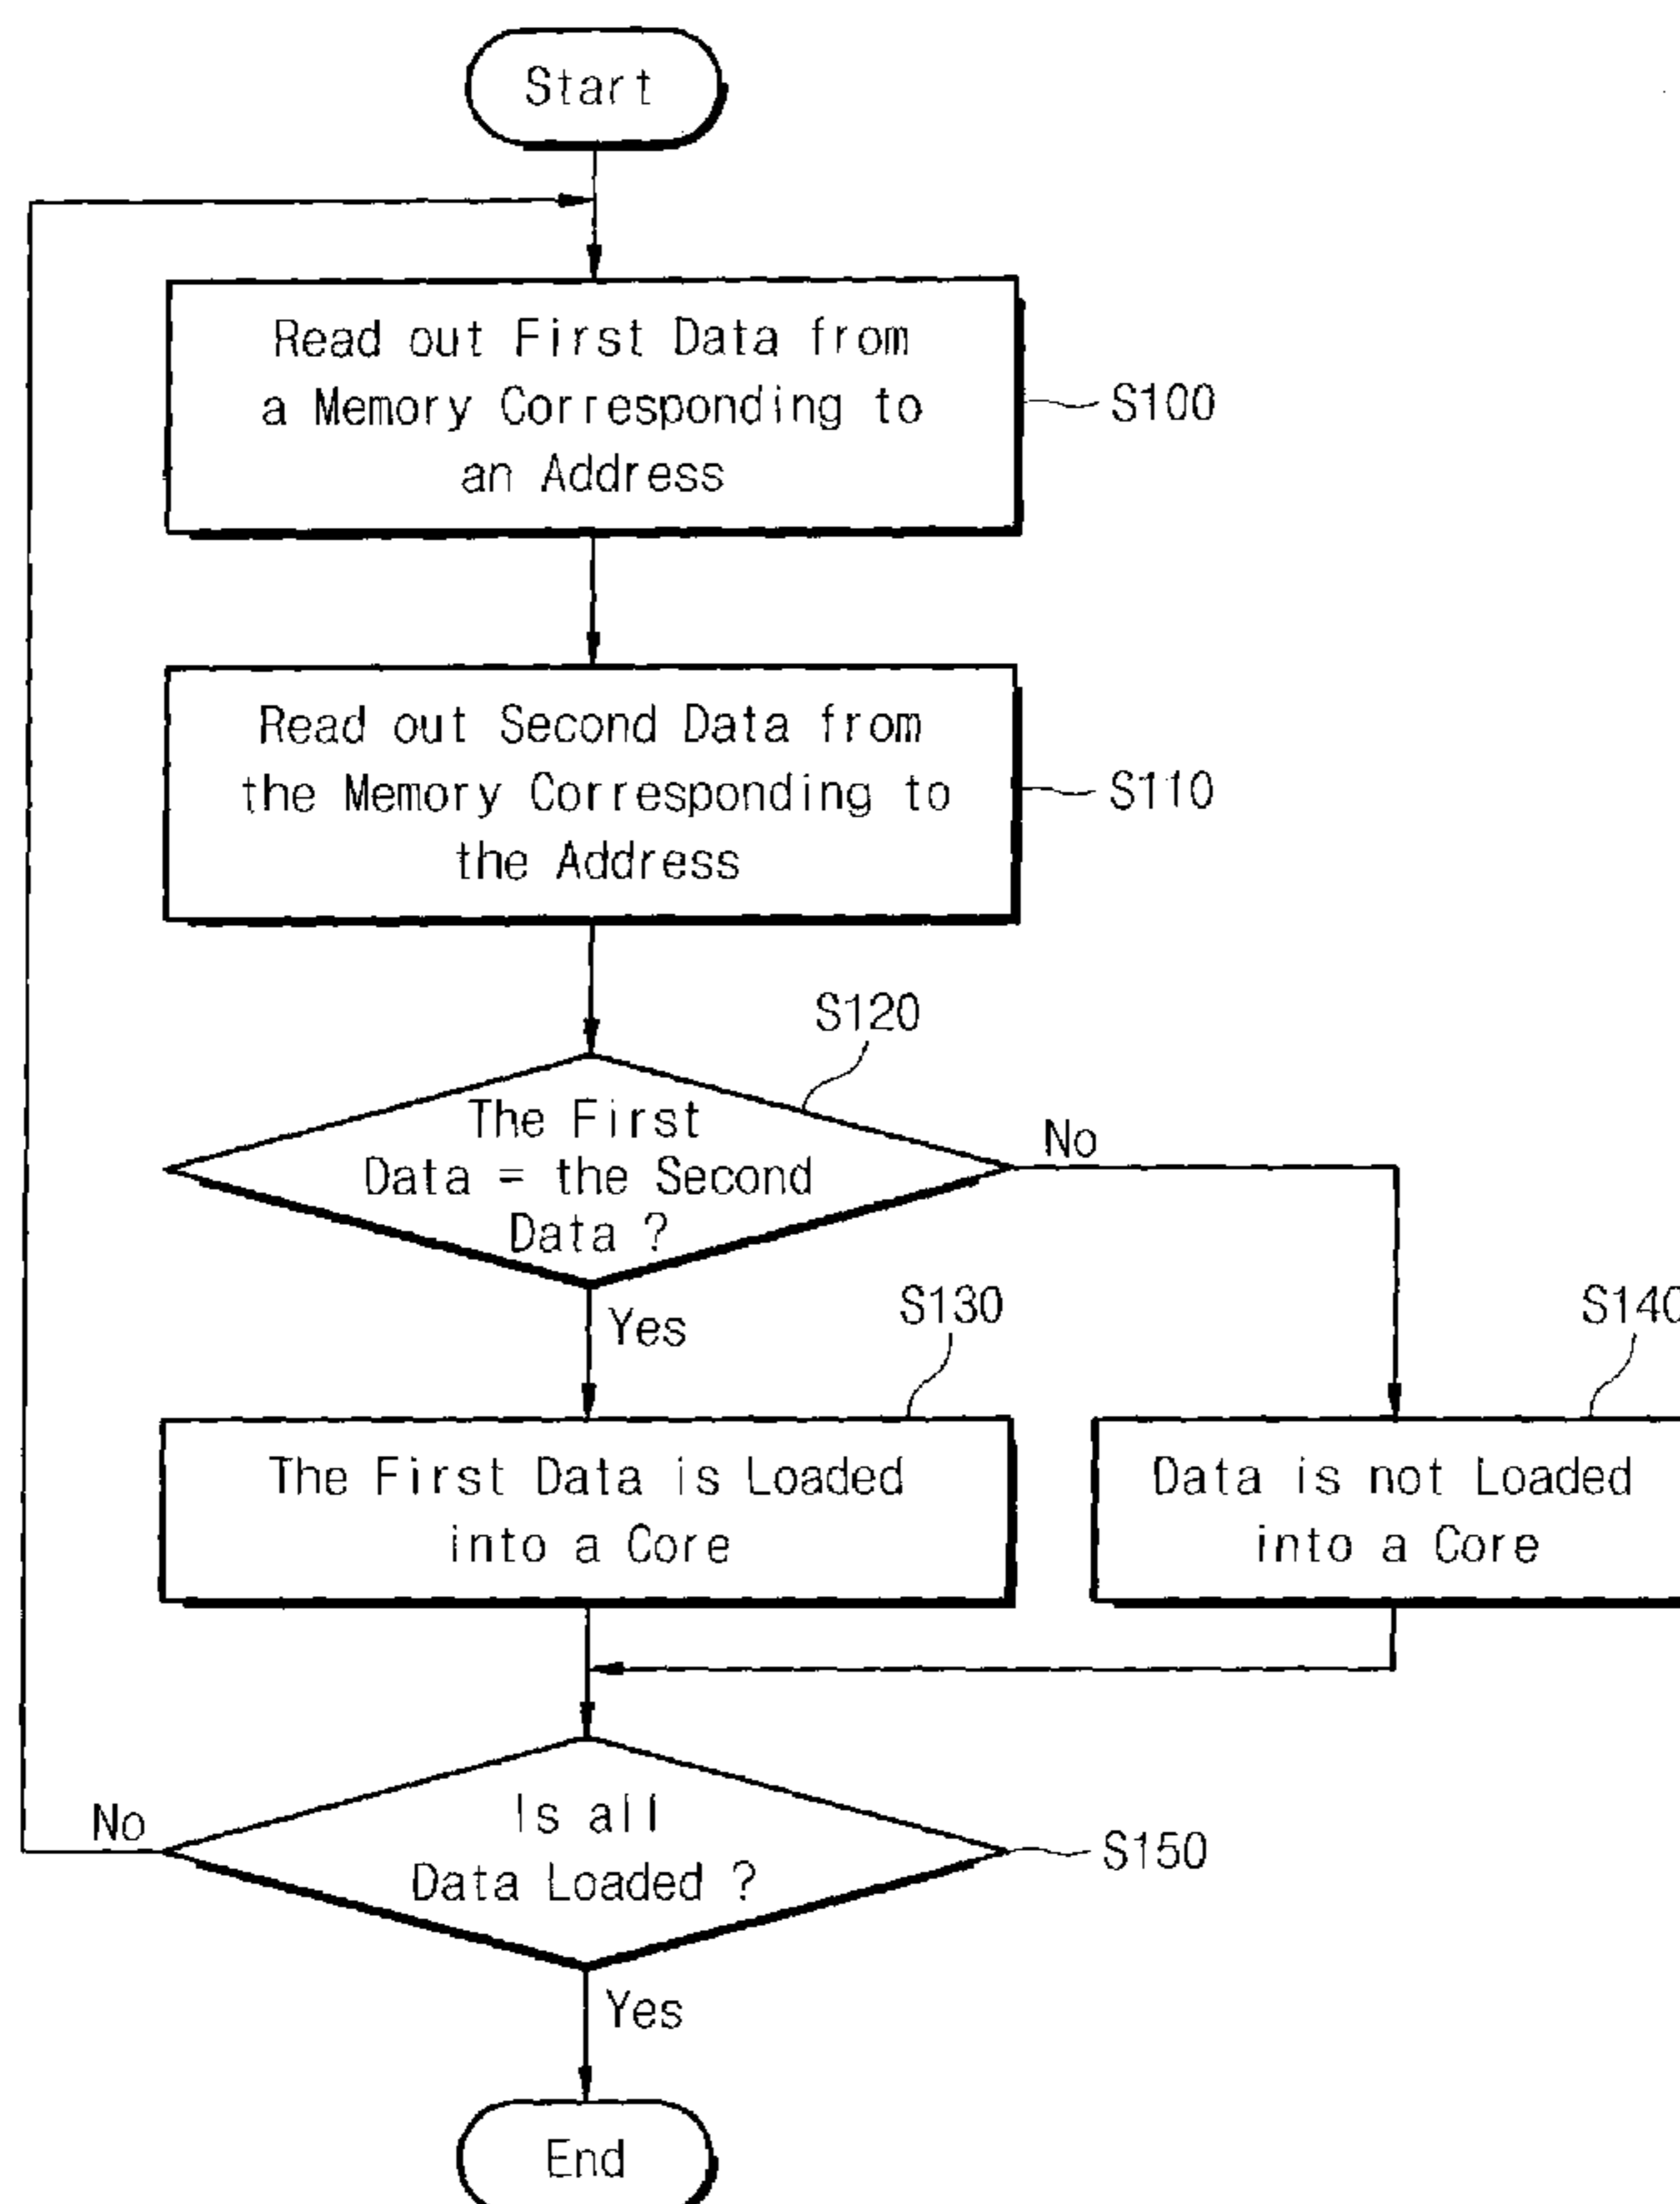 Start
Read out First Data from
a Memory Corresponding to
an Address
S100
Read out Second Data from
the Memory Corresponding to
the Address
S110
S120
The First
Data = the Second
Data ?
No
Yes
S130
S140
The First Data is Loaded
into a Core
Data is not Loaded
into a Core
Is all
Data Loaded ?
No
S150
Yes
End